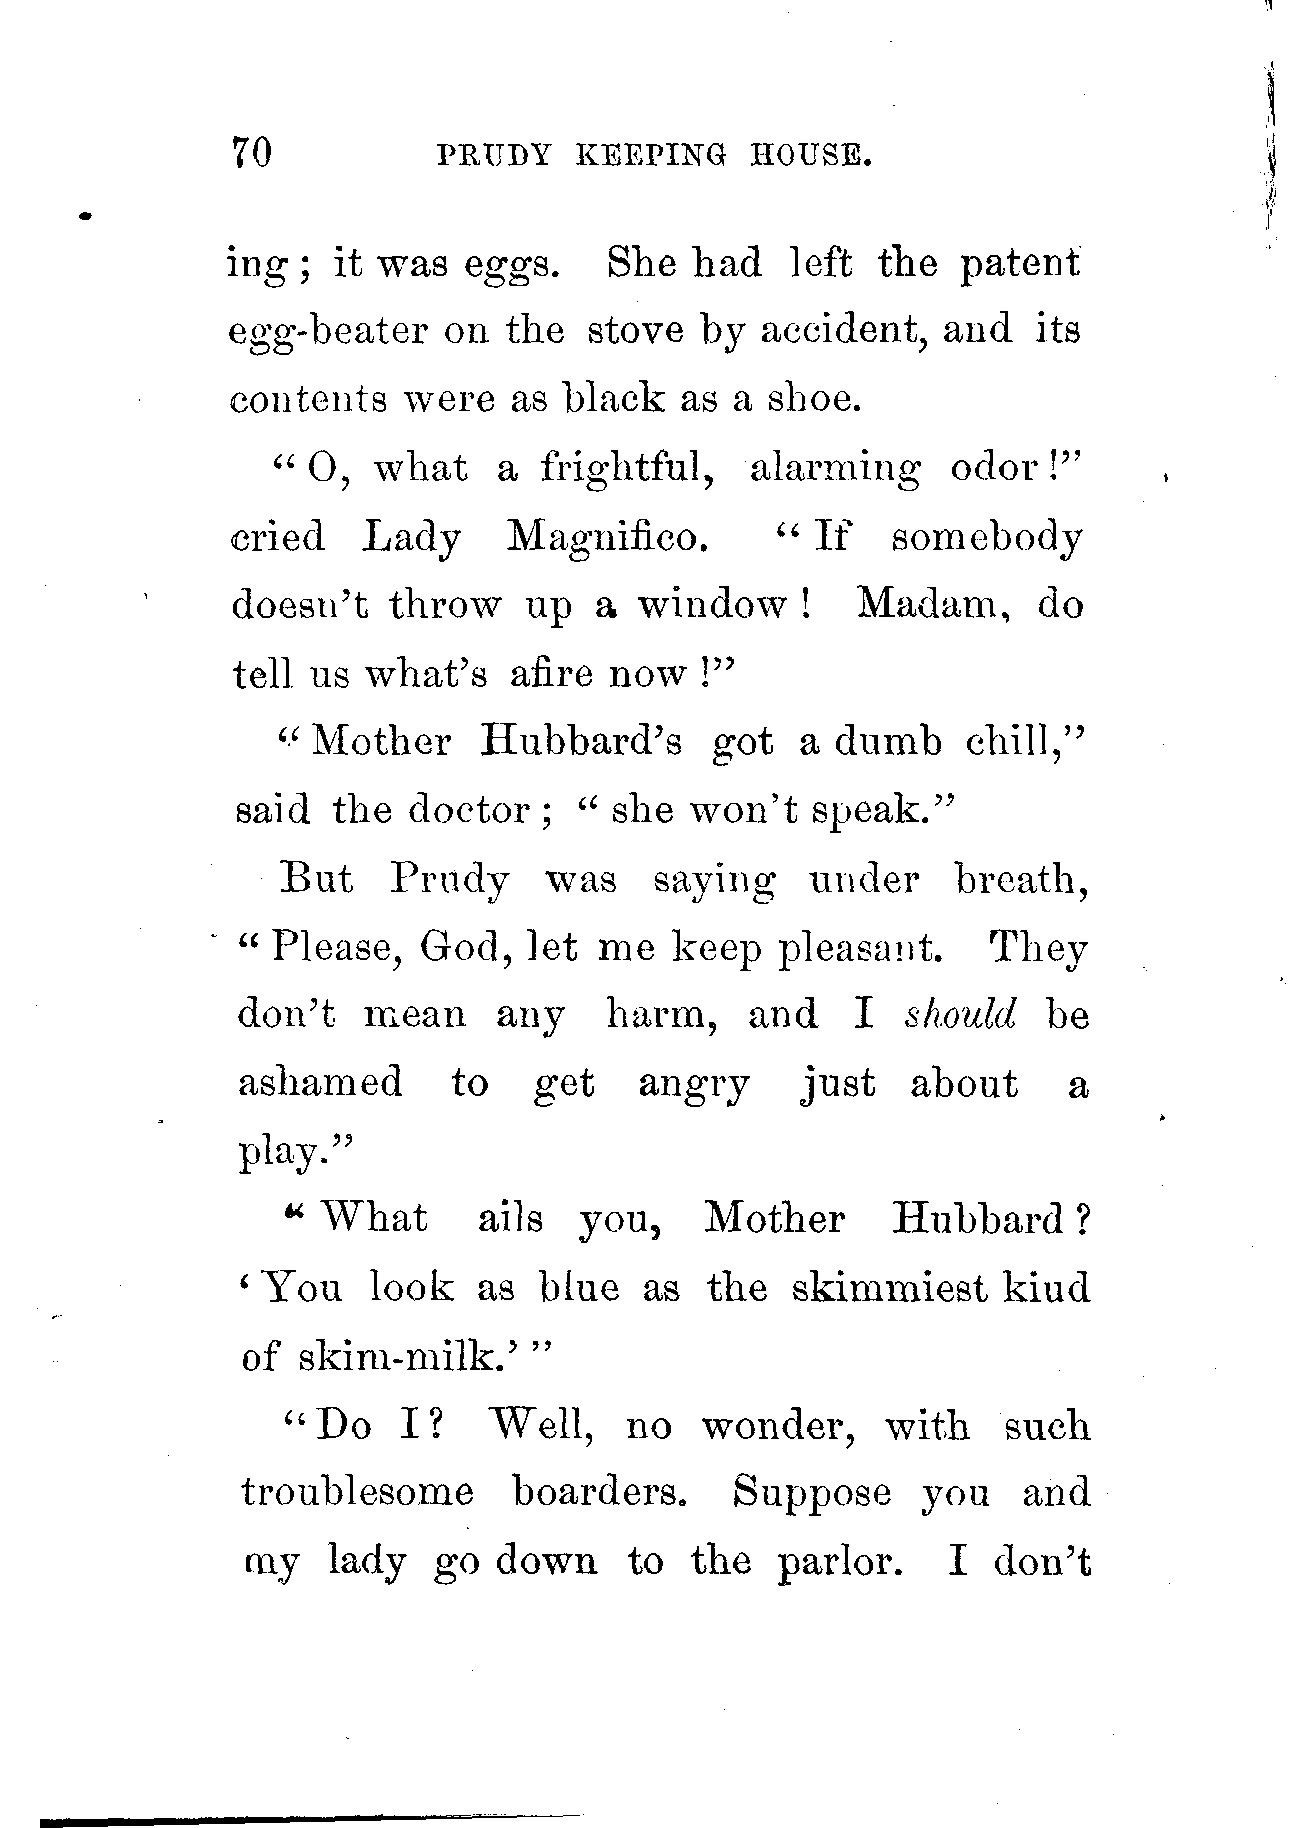 70 PRUDY KEEPING HOUSE.
ing; it was eggs. She had left the patent
egg-beater on the stove by accident, and its
contents were as black as a shoe.
“O, what a frightful, alarming odor!”
cried Lady Magnifico. “If somebody
doesn’t throw up a window! Madam, do
tell us what’s afire now!”
“Mother Hubbard’s got a dumb chill,”
said the doctor; “she won’t speak.”
But Prudy was saying under breath,
“Please, God, let me keep pleasant. They
don’t mean any harm, and I should be
ashamed to get angry just about a
play.”
“What ails you, Mother Hubbard?
‘You look as blue as the skimmiest kind
of skim-milk.’”
“Do I? Well, no wonder, with such
troublesome boarders. Suppose you and
my lady go down to the parlor. I don’t